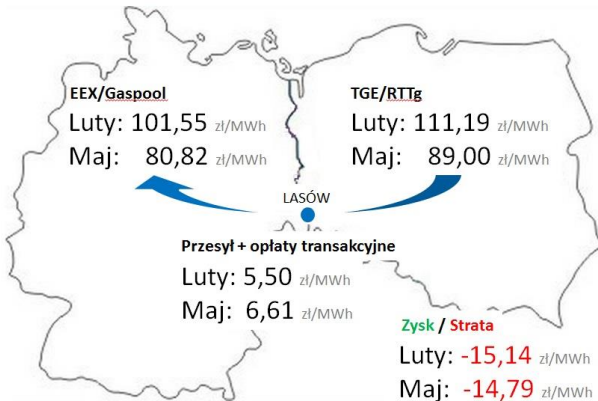 EEX/Gaspool
Luty: 101,55 zł/MWh
Maj: 80,82 zł/MWh
TGE/RTTg
Luty: 111,19 zł/MWh
Maj: 89,00 zł/MWh
LASÓW
Przesył + opłaty transakcyjne
Luty: 5,50 zł/MWh
Maj: 6,61 zł/MWh
Zysk / Strata
Luty: -15,14 zł/MWh
Maj: -14,79 zł/MWh